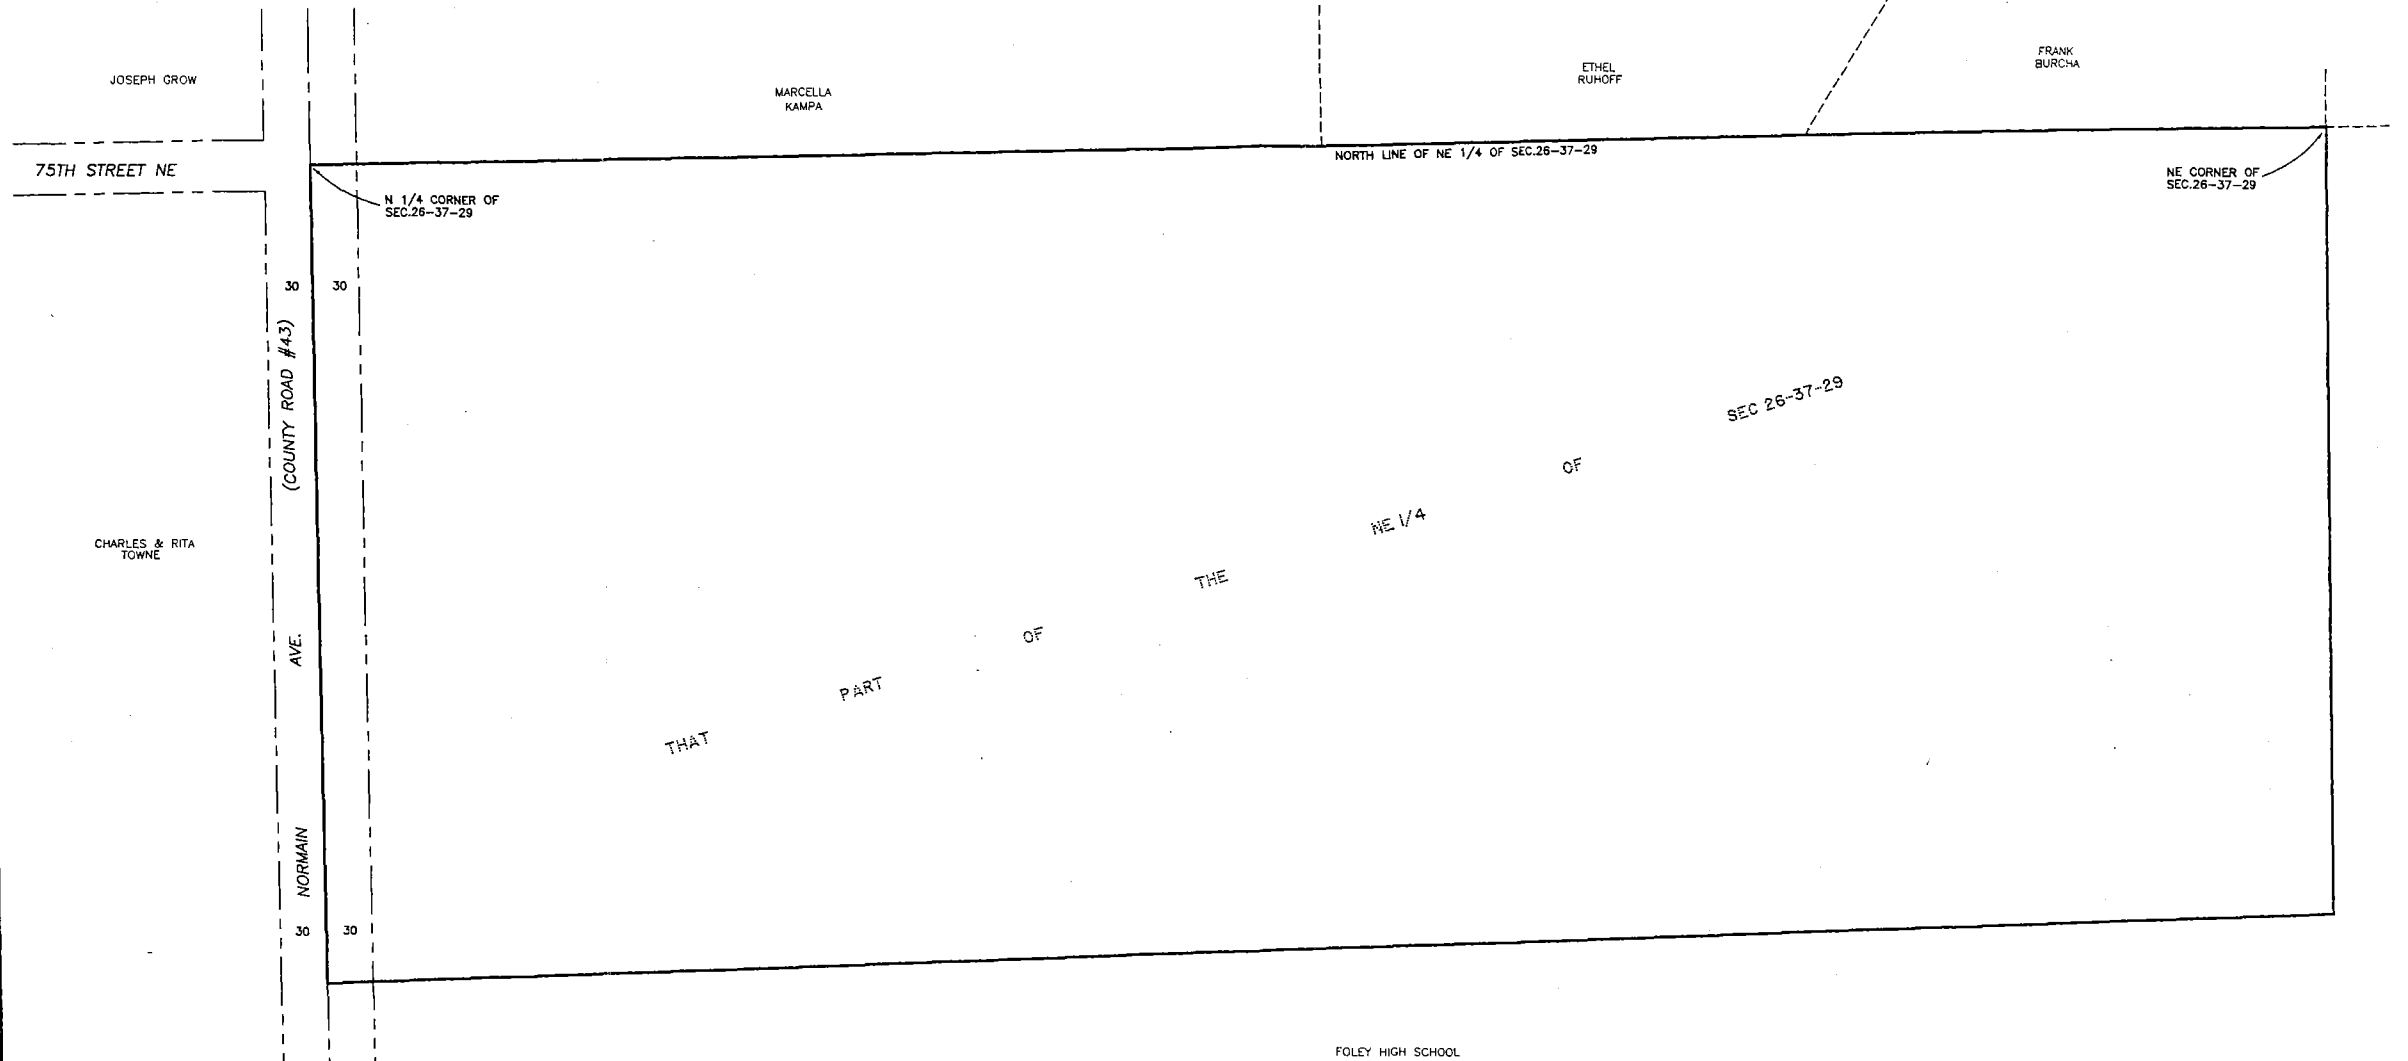 JOSEPH GROW
MARCELLA
KAMPA
ETHEL
RUHOFF
FRANK
BURCHA
75TH STREET NE
NORTH LINE OF NE 1/4 OF SEC.26-37-29
N 1/4 CORNER OF
SEC.26-37-29
NE CORNER OF
SEC.26-37-29
30
30
NORMAIN AVE. (COUNTY ROAD #43)
CHARLES & RITA
TOWNE
THAT PART OF THE NE 1/4 OF SEC 26-37-29
30
30
FOLEY HIGH SCHOOL